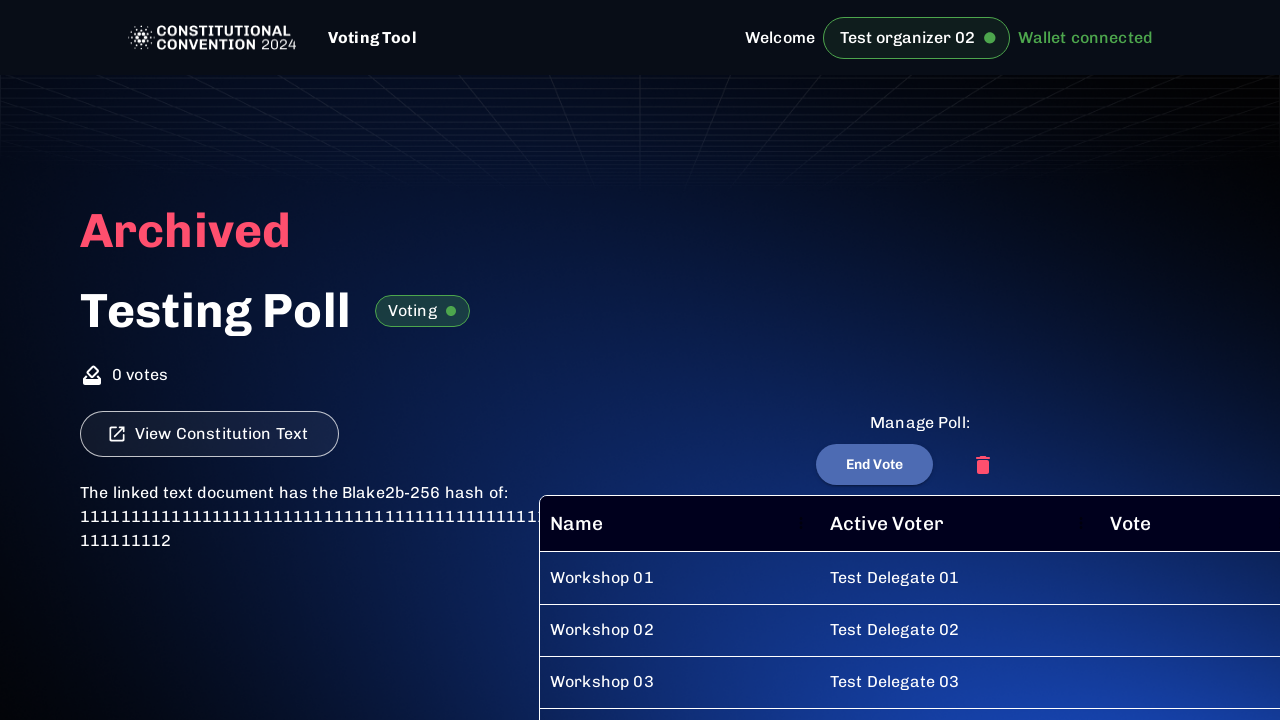 CONSTITUTIONAL
CONVENTION 2024
Voting Tool
Welcome
Test organizer 02
Wallet connected
Archived
Testing Poll
Voting
0 votes
View Constitution Text
Manage Poll:
End Vote
The linked text document has the Blake2b-256 hash of:
111111112
Name Active Voter Vote
Workshop 01 Test Delegate 01
Workshop 02 Test Delegate 02
Workshop 03 Test Delegate 03